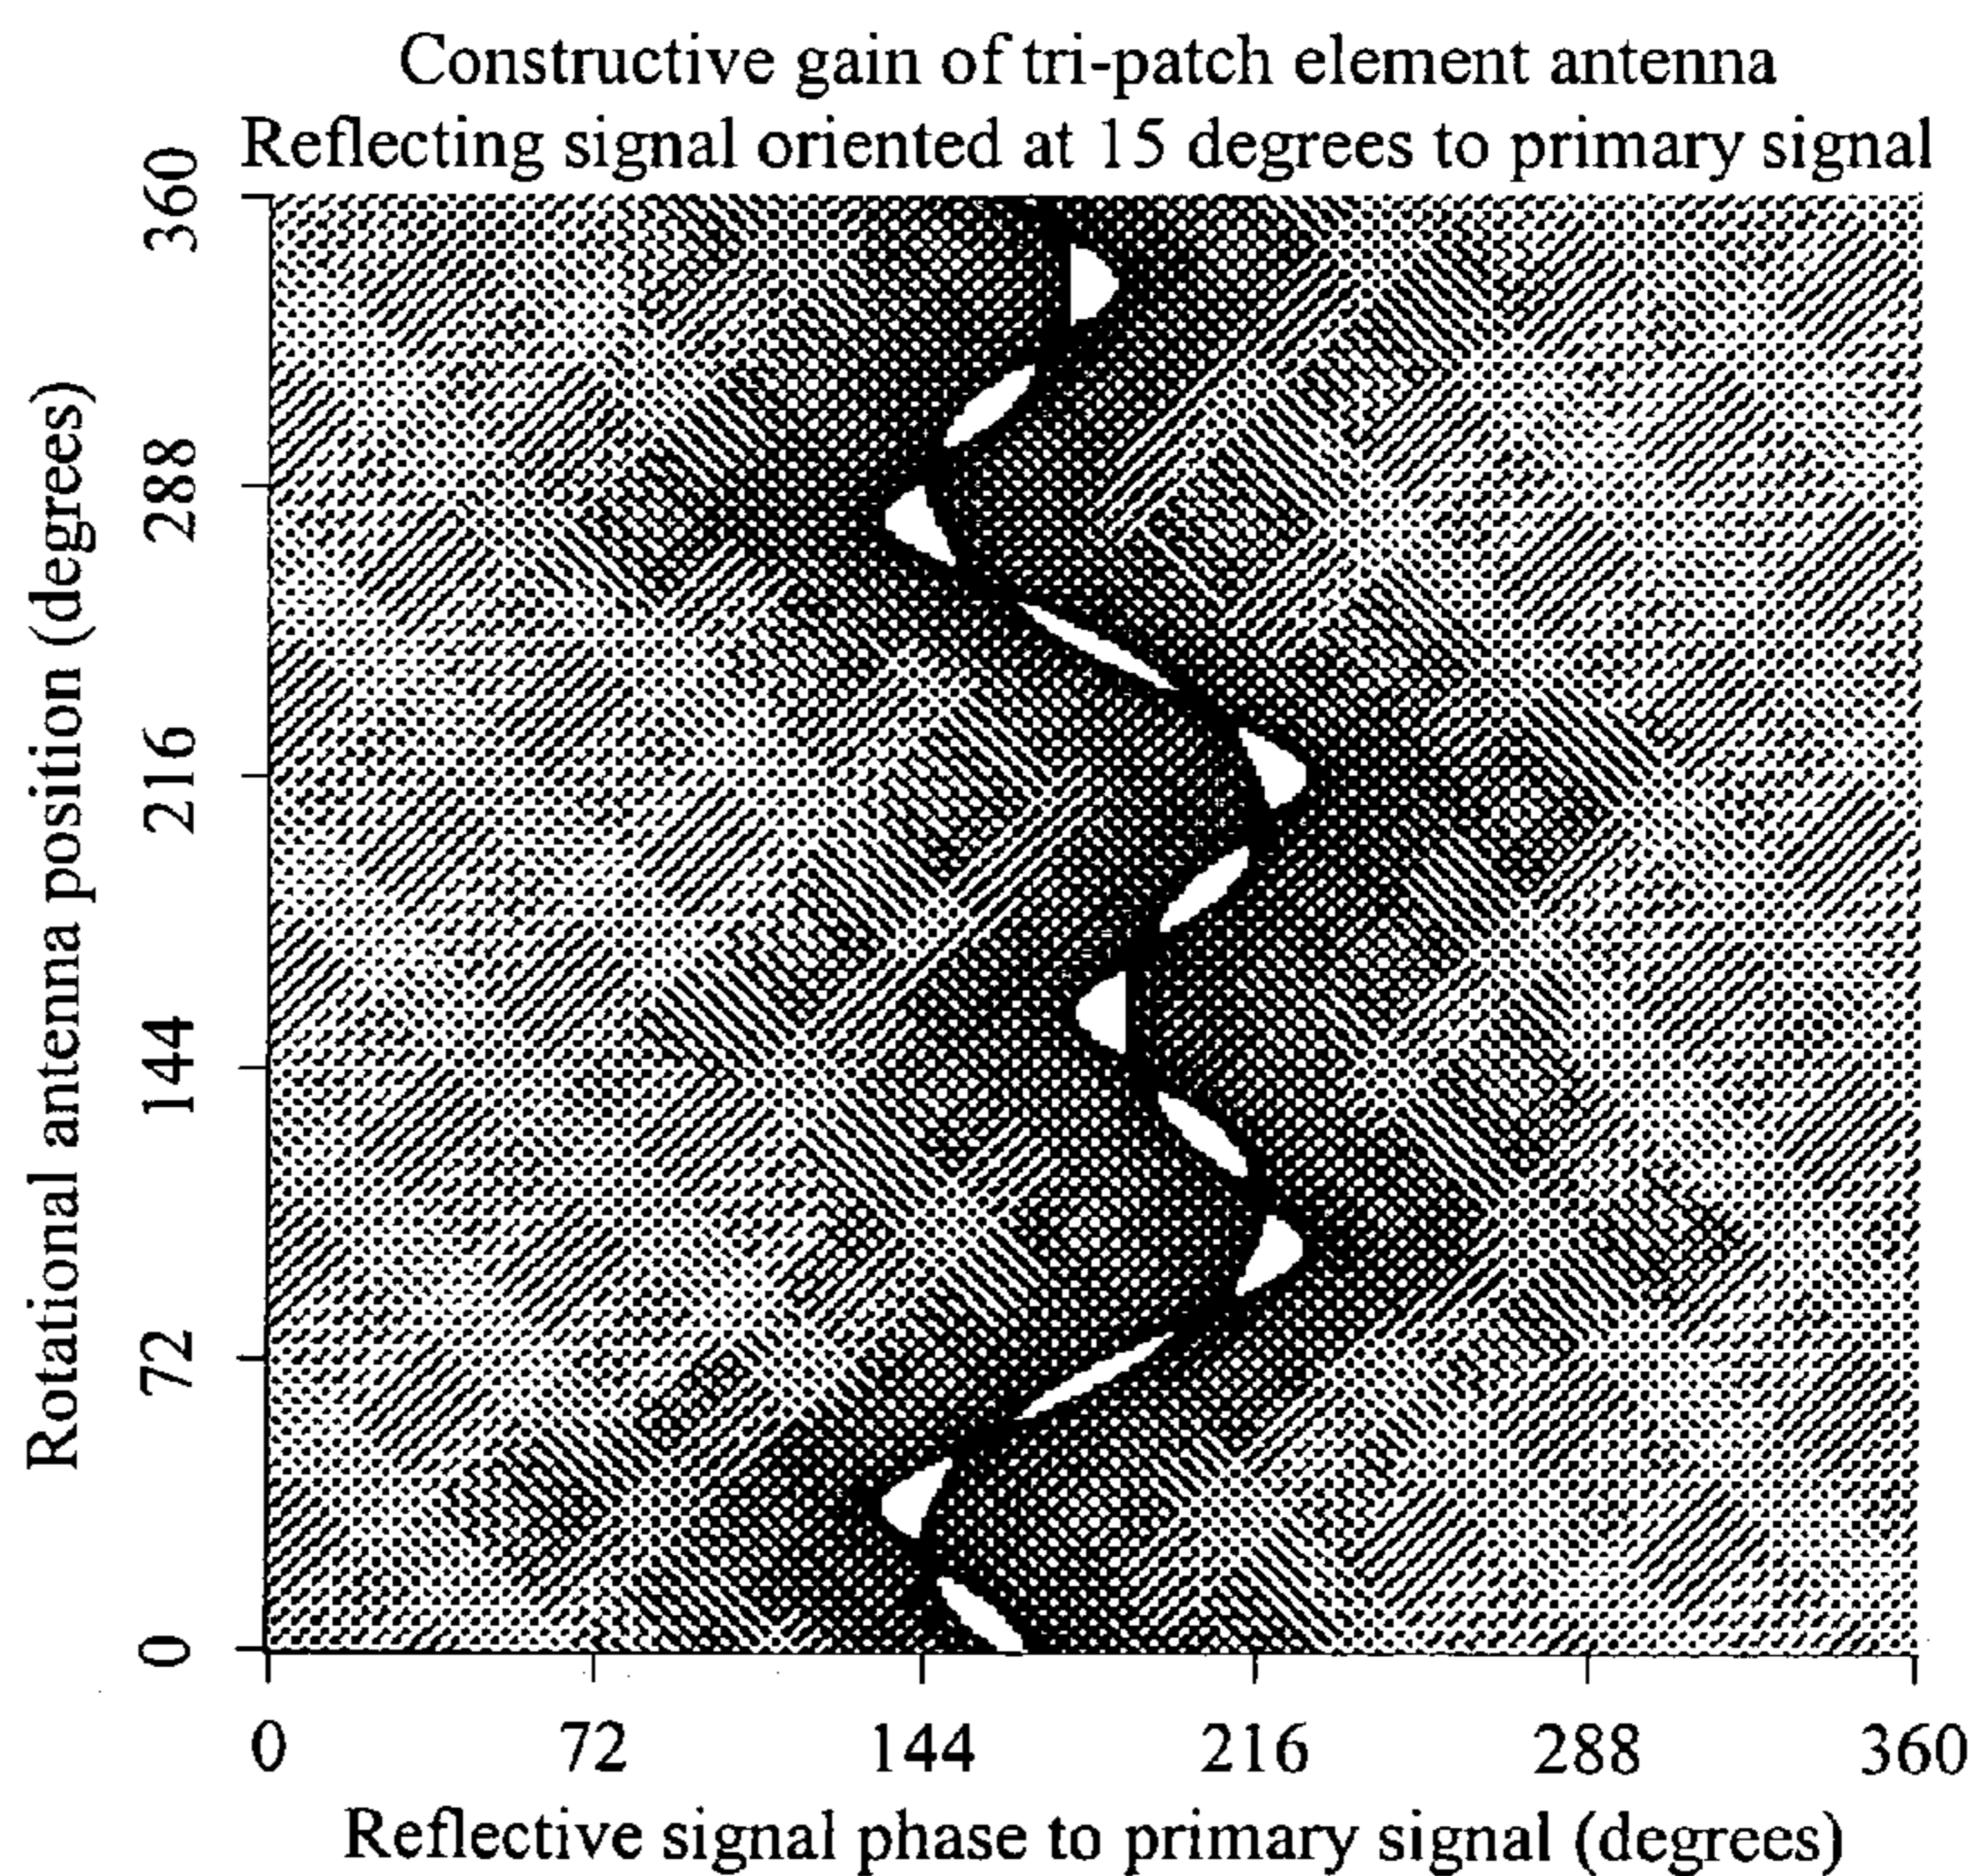 Constructive gain of tri-patch element antenna
Reflecting signal oriented at 15 degrees to primary signal
Rotational antenna position (degrees)
360
288
216
144
72
0
0 72 144 216 288 360
Reflective signal phase to primary signal (degrees)